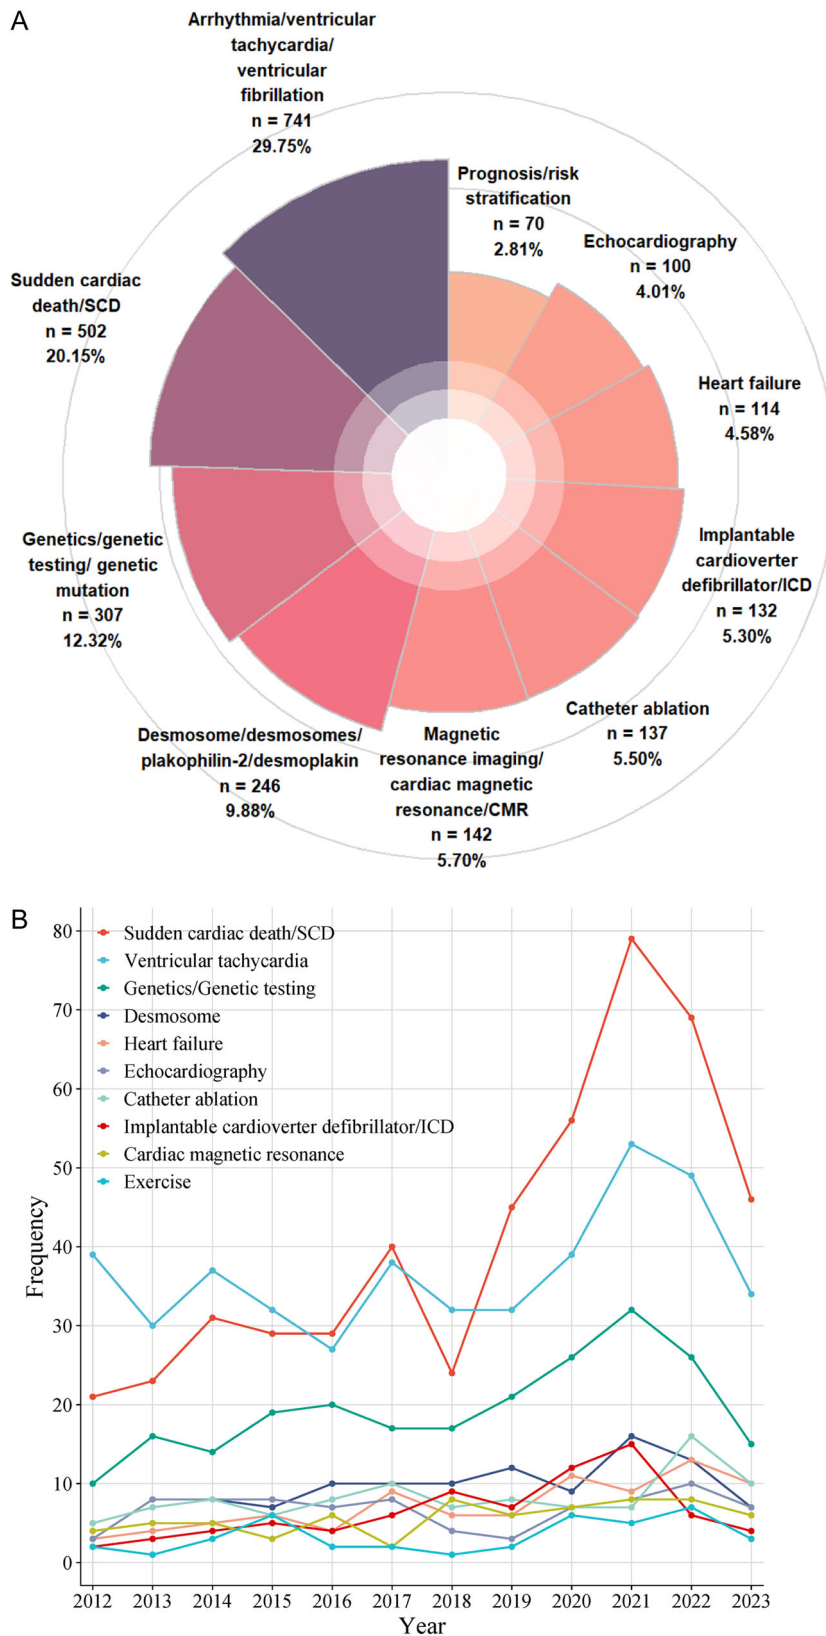 A
Arrhythmia/ventricular
tachycardia/
ventricular
fibrillation
n = 741
29.75%
Prognosis/risk
stratification
n = 70
2.81%
Echocardiography
n = 100
4.01%
Sudden cardiac
death/SCD
n = 502
20.15%
Heart failure
n = 114
4.58%
Genetics/genetic
testing/ genetic
mutation
n = 307
12.32%
Implantable
cardioverter
defibrillator/ICD
n = 132
5.30%
Desmosome/desmosomes/
plakophilin-2/desmoplakin
n = 246
9.88%
Magnetic
resonance imaging/
cardiac magnetic
resonance/CMR
n = 142
5.70%
Catheter ablation
n = 137
5.50%
B
Sudden cardiac death/SCD
Ventricular tachycardia
Genetics/Genetic testing
Desmosome
Heart failure
Echocardiography
Catheter ablation
Implantable cardioverter defibrillator/ICD
Cardiac magnetic resonance
Exercise
Frequency
80
70
60
50
40
30
20
10
0
2012 2013 2014 2015 2016 2017 2018 2019 2020 2021 2022 2023
Year